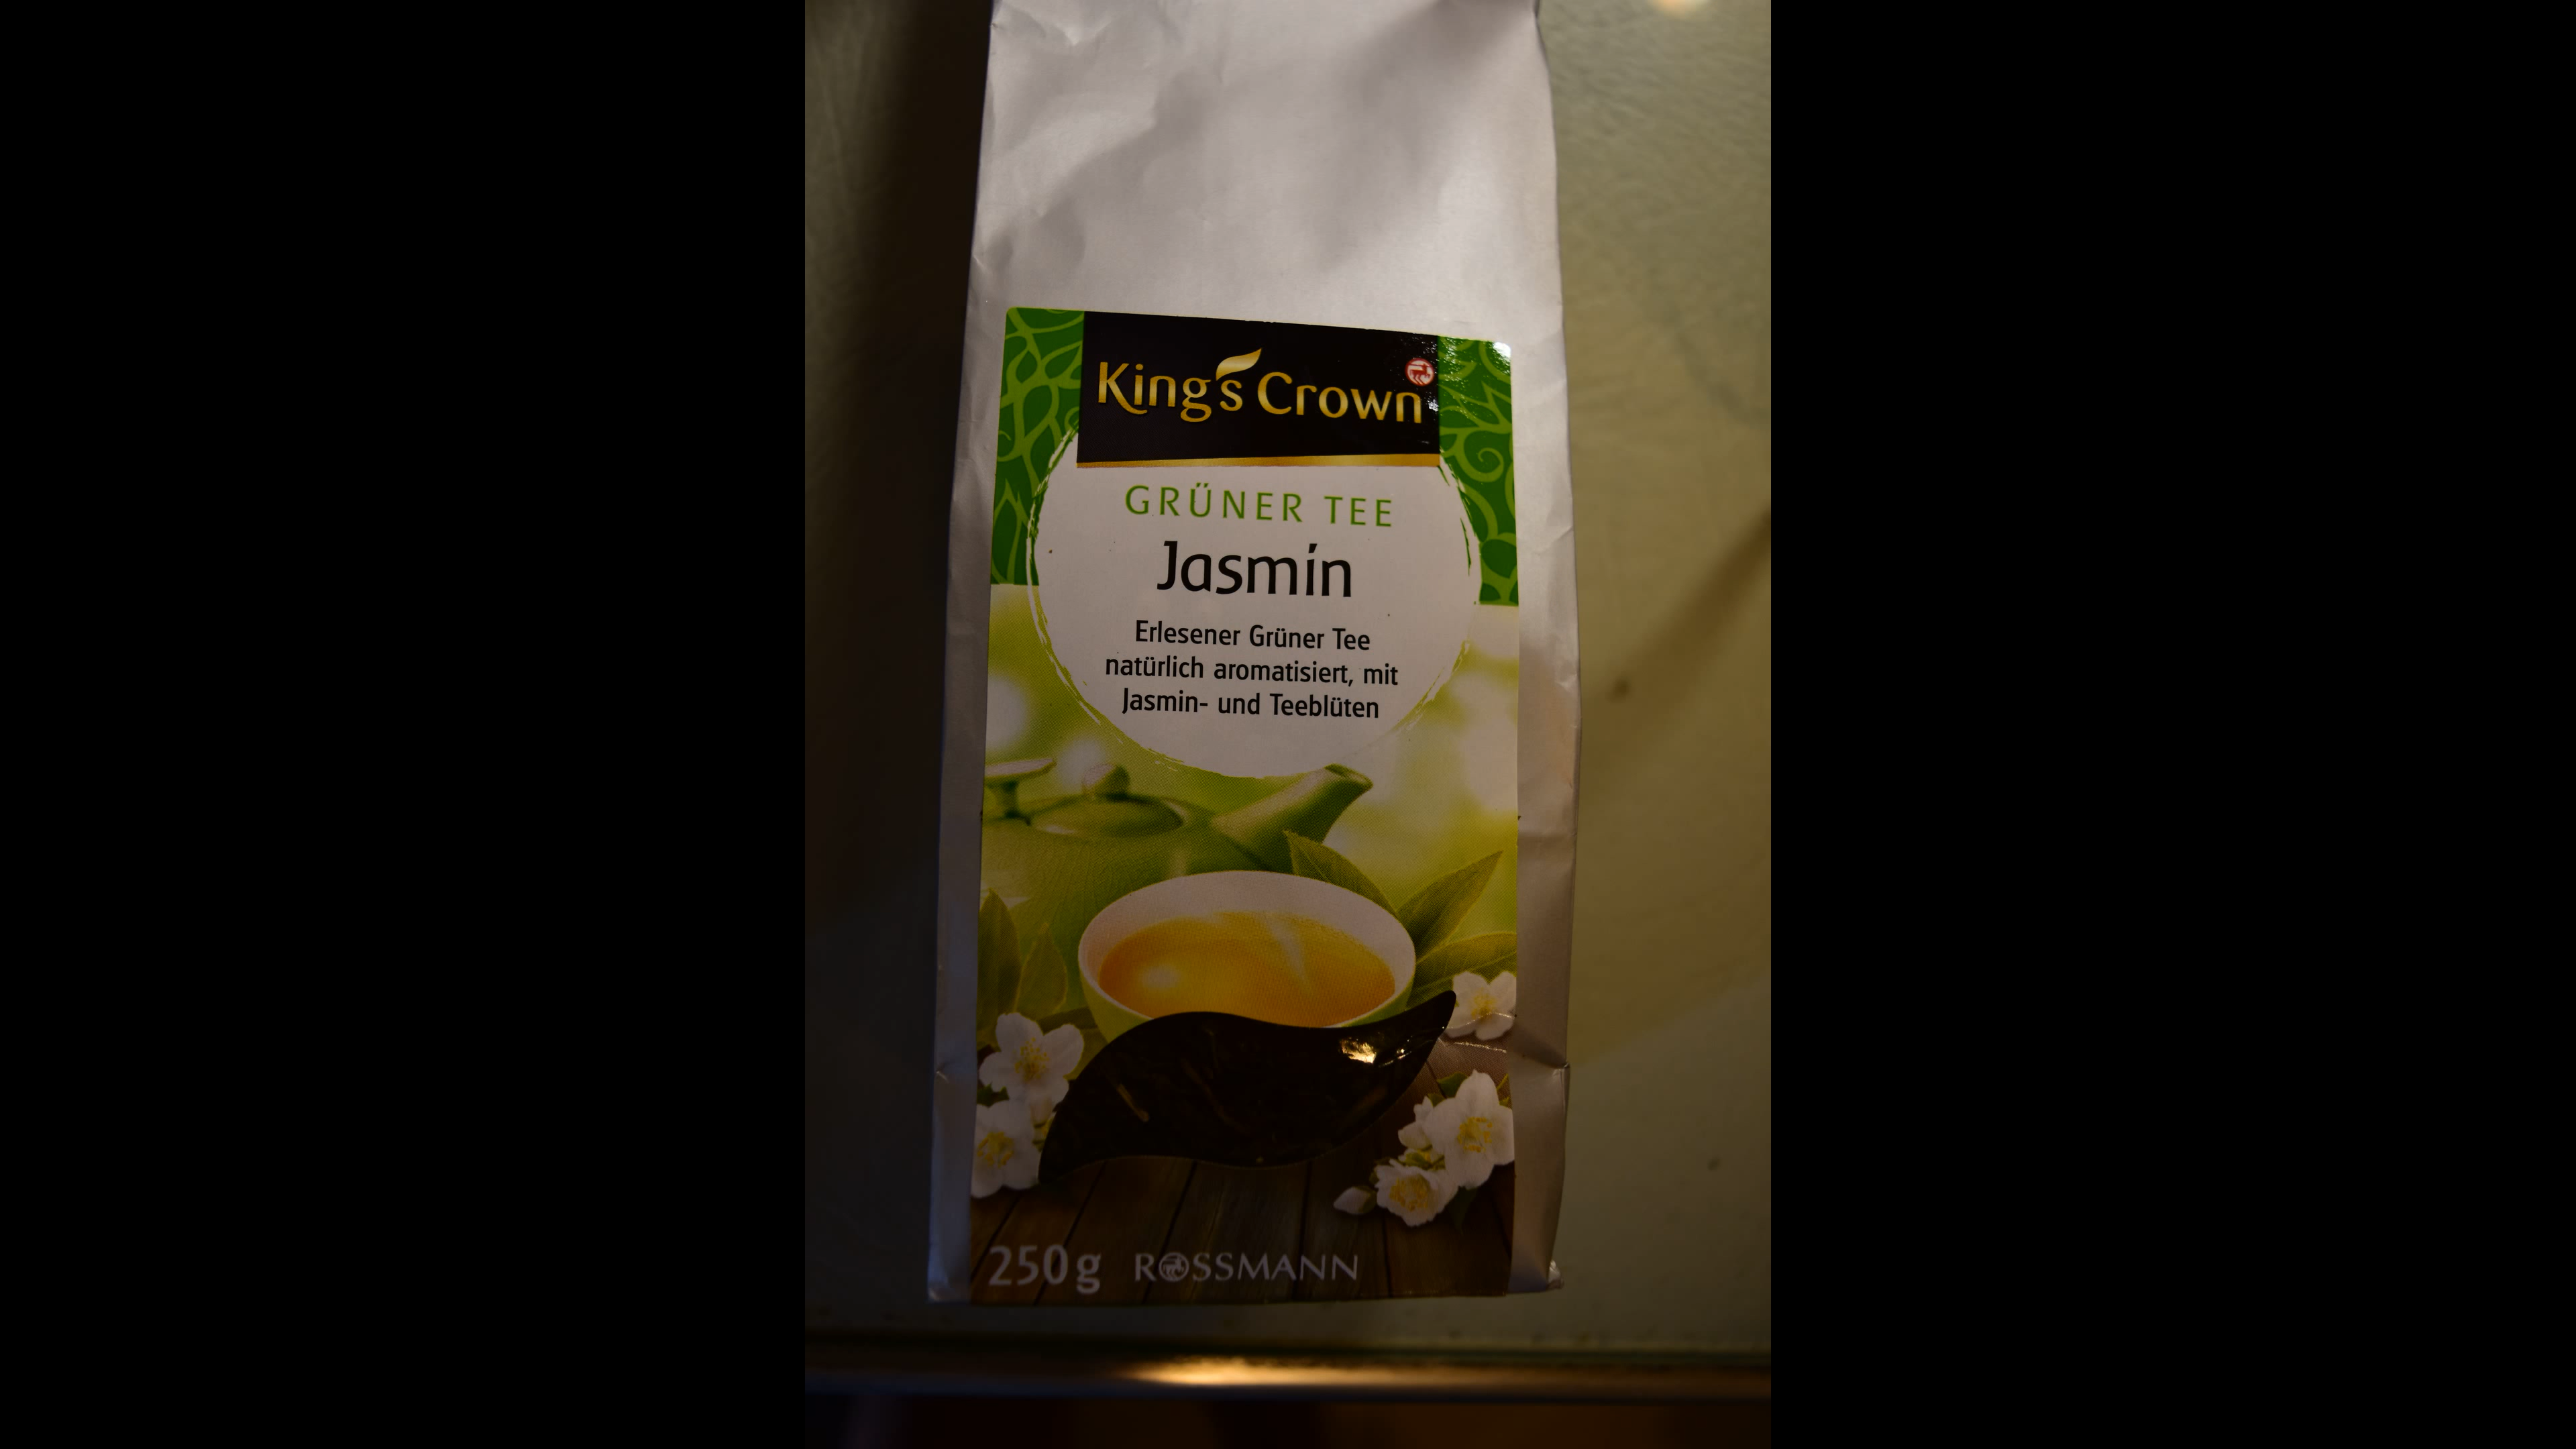 King's Crown
GRÜNER TEE
Jasmin
Erlesener Grüner Tee
natürlich aromatisiert, mit
Jasmin- und Teeblüten
250g ROSSMANN